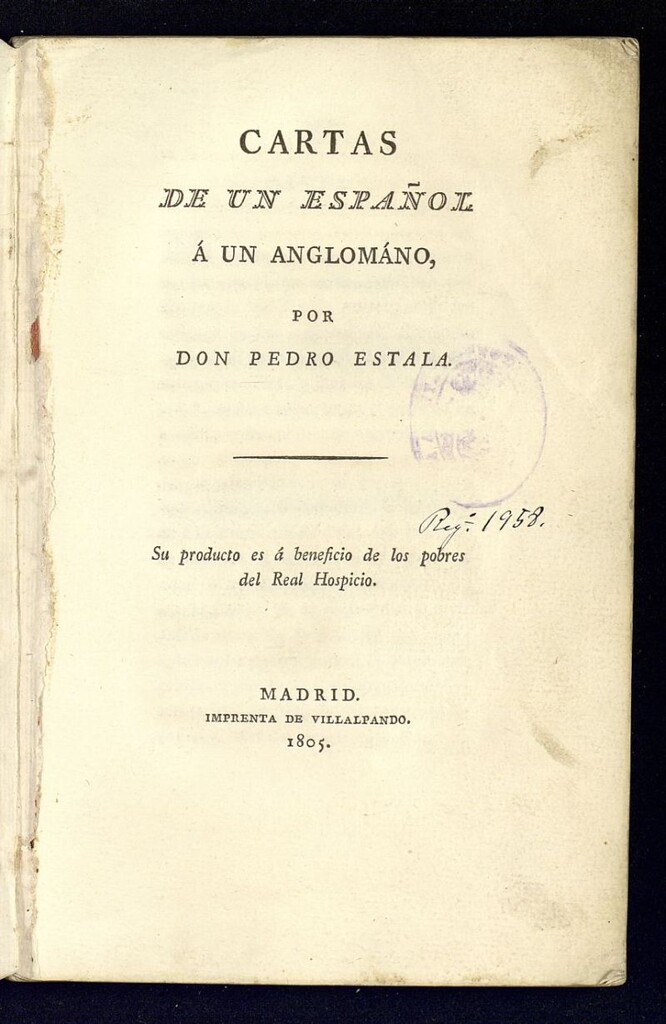 CARTAS
DE UN ESPAÑOL
Á UN ANGLOMÁNO,
POR
DON PEDRO ESTALA.
Reg.: 1958.
Su producto es á beneficio de los pobres
del Real Hospicio.
MADRID.
IMPRENTA DE VILLALPANDO.
1805.